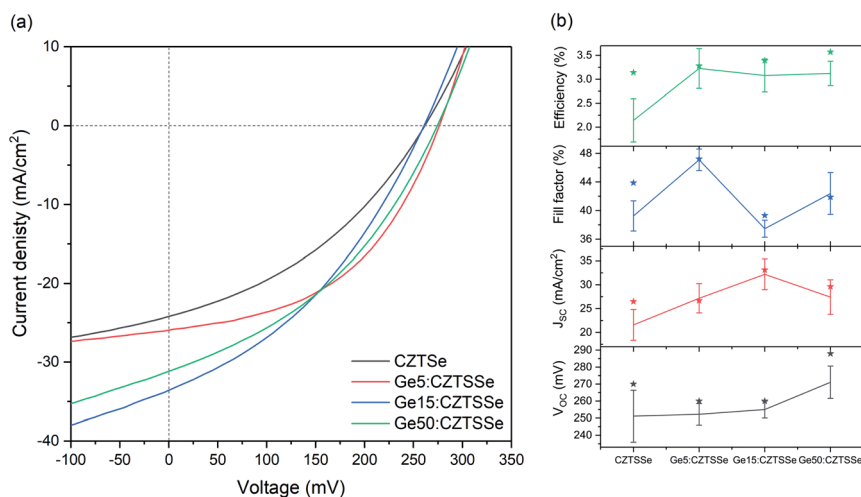 (a)
10
0
-10
-20
-30
-40
Current denisty (mA/cm²)
-100 -50 0 50 100 150 200 250 300 350
Voltage (mV)
CZTSe
Ge5:CZTSSe
Ge15:CZTSSe
Ge50:CZTSSe
(b)
Efficiency (%)
3.5
3.0
2.5
2.0
Fill factor (%)
48
44
40
36
J_SC (mA/cm²)
35
30
25
20
V_OC (mV)
290
280
270
260
250
240
CZTSSe Ge5:CZTSSe Ge15:CZTSSe Ge50:CZTSSe